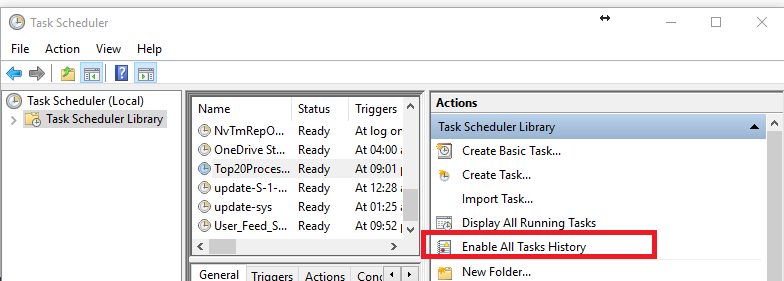 Task Scheduler
File Action View Help
Task Scheduler (Local)
Task Scheduler Library
Name Status Triggers
NvTmRepO... Ready At log on
OneDrive St... Ready At 04:00
Top20Proces... Ready At 09:01
update-S-1-... Ready At 12:28
update-sys Ready At 01:25
User_Feed_S... Ready At 09:52
General Triggers Actions
Actions
Task Scheduler Library
Create Basic Task...
Create Task...
Import Task...
Display All Running Tasks
Enable All Tasks History
New Folder...